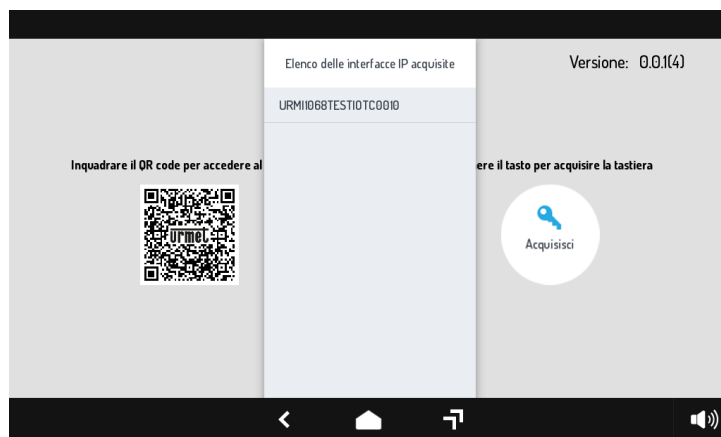 Elenco delle interfacce IP acquisite
Versione: 0.0.1(4)
URMI1068TESTIOTC0010
Inquadrare il QR code per accedere al
ere il tasto per acquisire la tastiera
urmet
Acquisisci